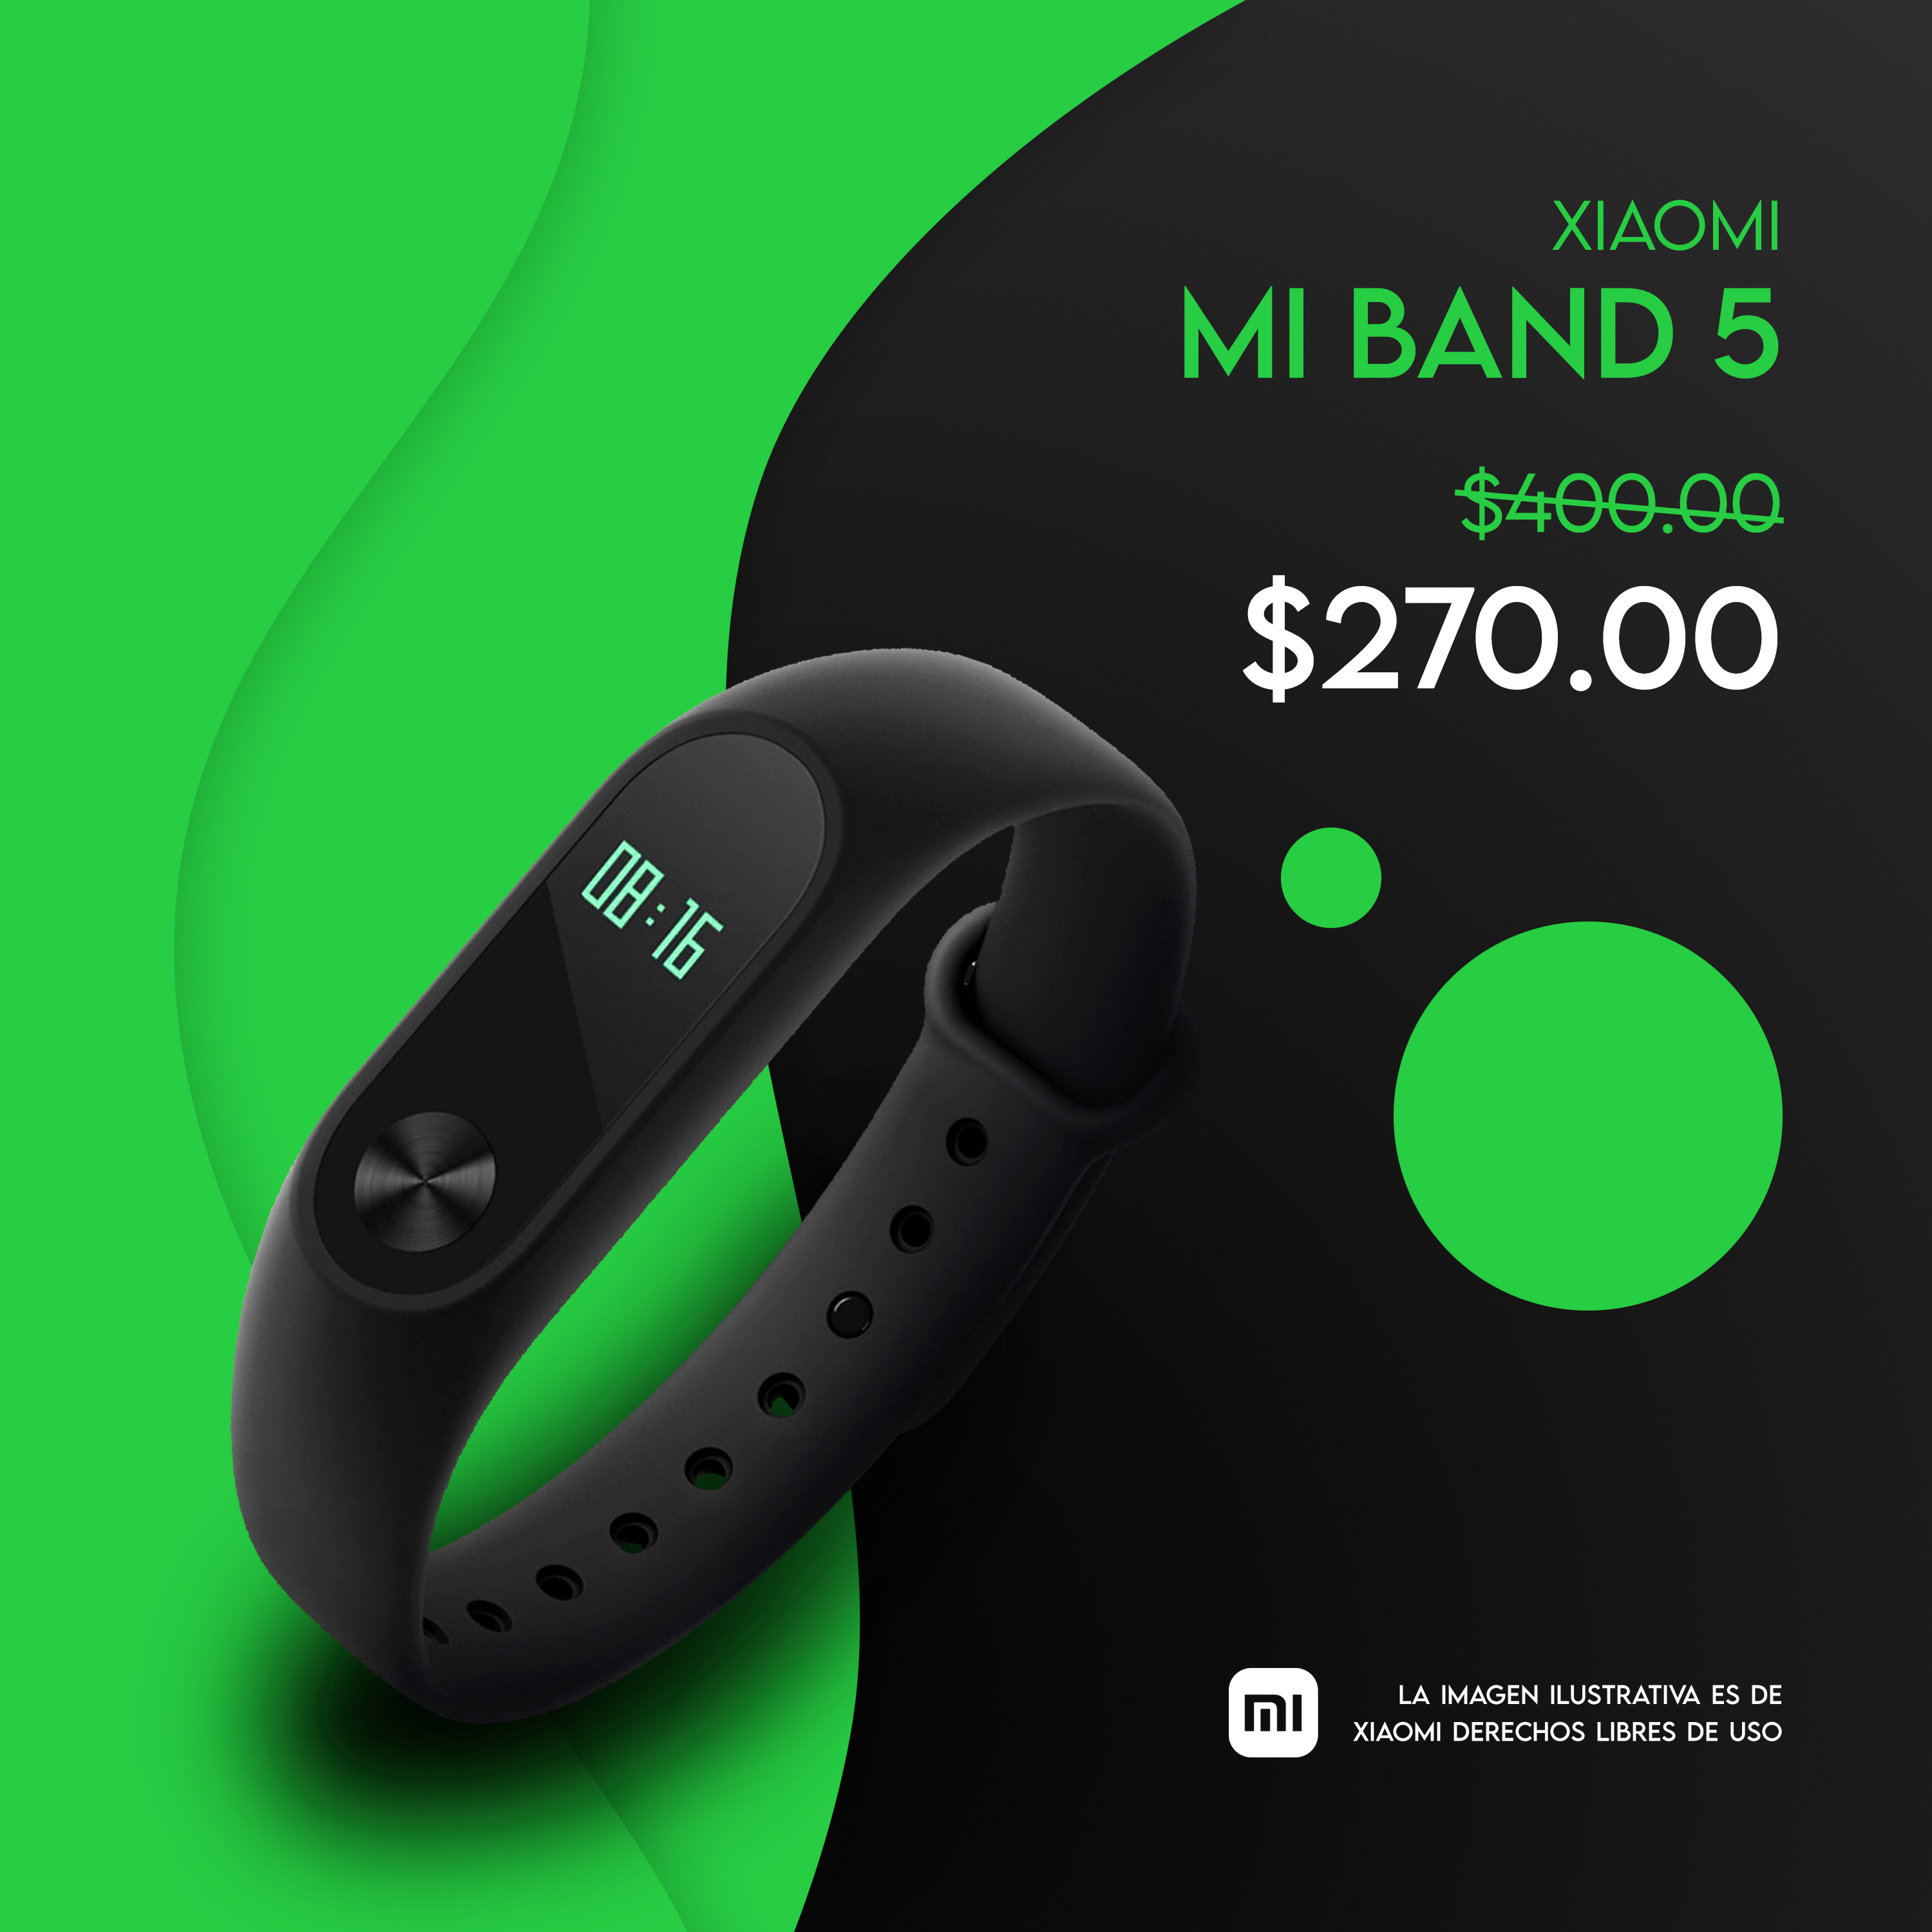 XIAOMI
MI BAND 5
$400.00
$270.00
08:16
mi
LA IMAGEN ILUSTRATIVA ES DE
XIAOMI DERECHOS LIBRES DE USO